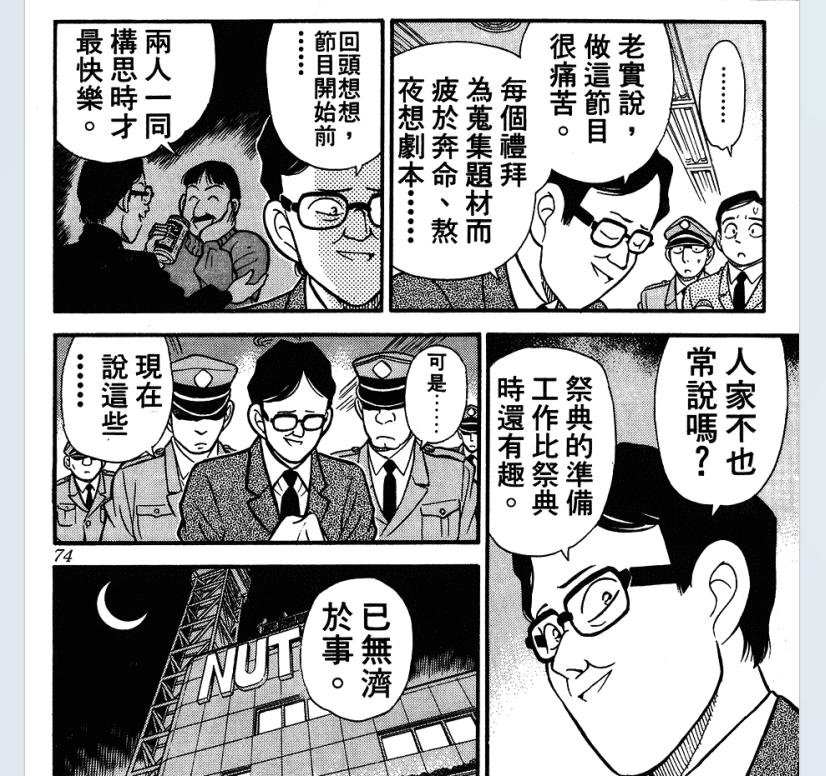 ………
老實說，
做這節目
很痛苦。
每個禮拜
為蒐集題材而
疲於奔命、熬
夜想劇本……
回頭想想，
節目開始前
……
兩人一同
構思時才
最快樂。
人家不也
常說嗎？
祭典的準備
工作比祭典
時還有趣。
可是……
現在
說這些
……
74
已無濟
於事。
NUT